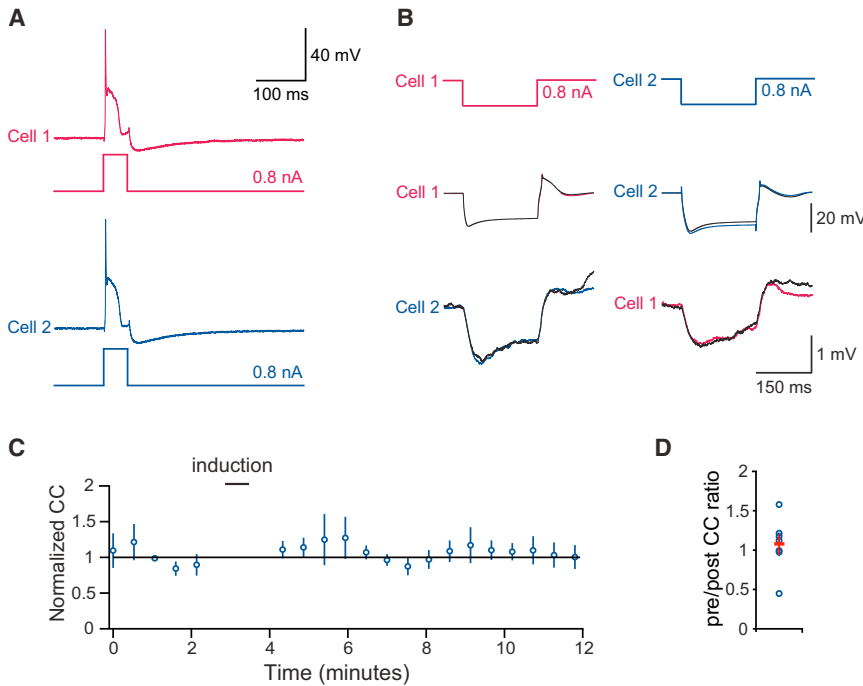 A
40 mV
100 ms
Cell 1
0.8 nA
Cell 2
0.8 nA
B
Cell 1
0.8 nA
Cell 2
0.8 nA
Cell 1
Cell 2
20 mV
Cell 2
Cell 1
1 mV
150 ms
C
induction
Normalized CC
2
1.5
1
0.5
0
0
2
4
6
8
10
12
Time (minutes)
D
pre/post CC ratio
2
1.5
1
0.5
0